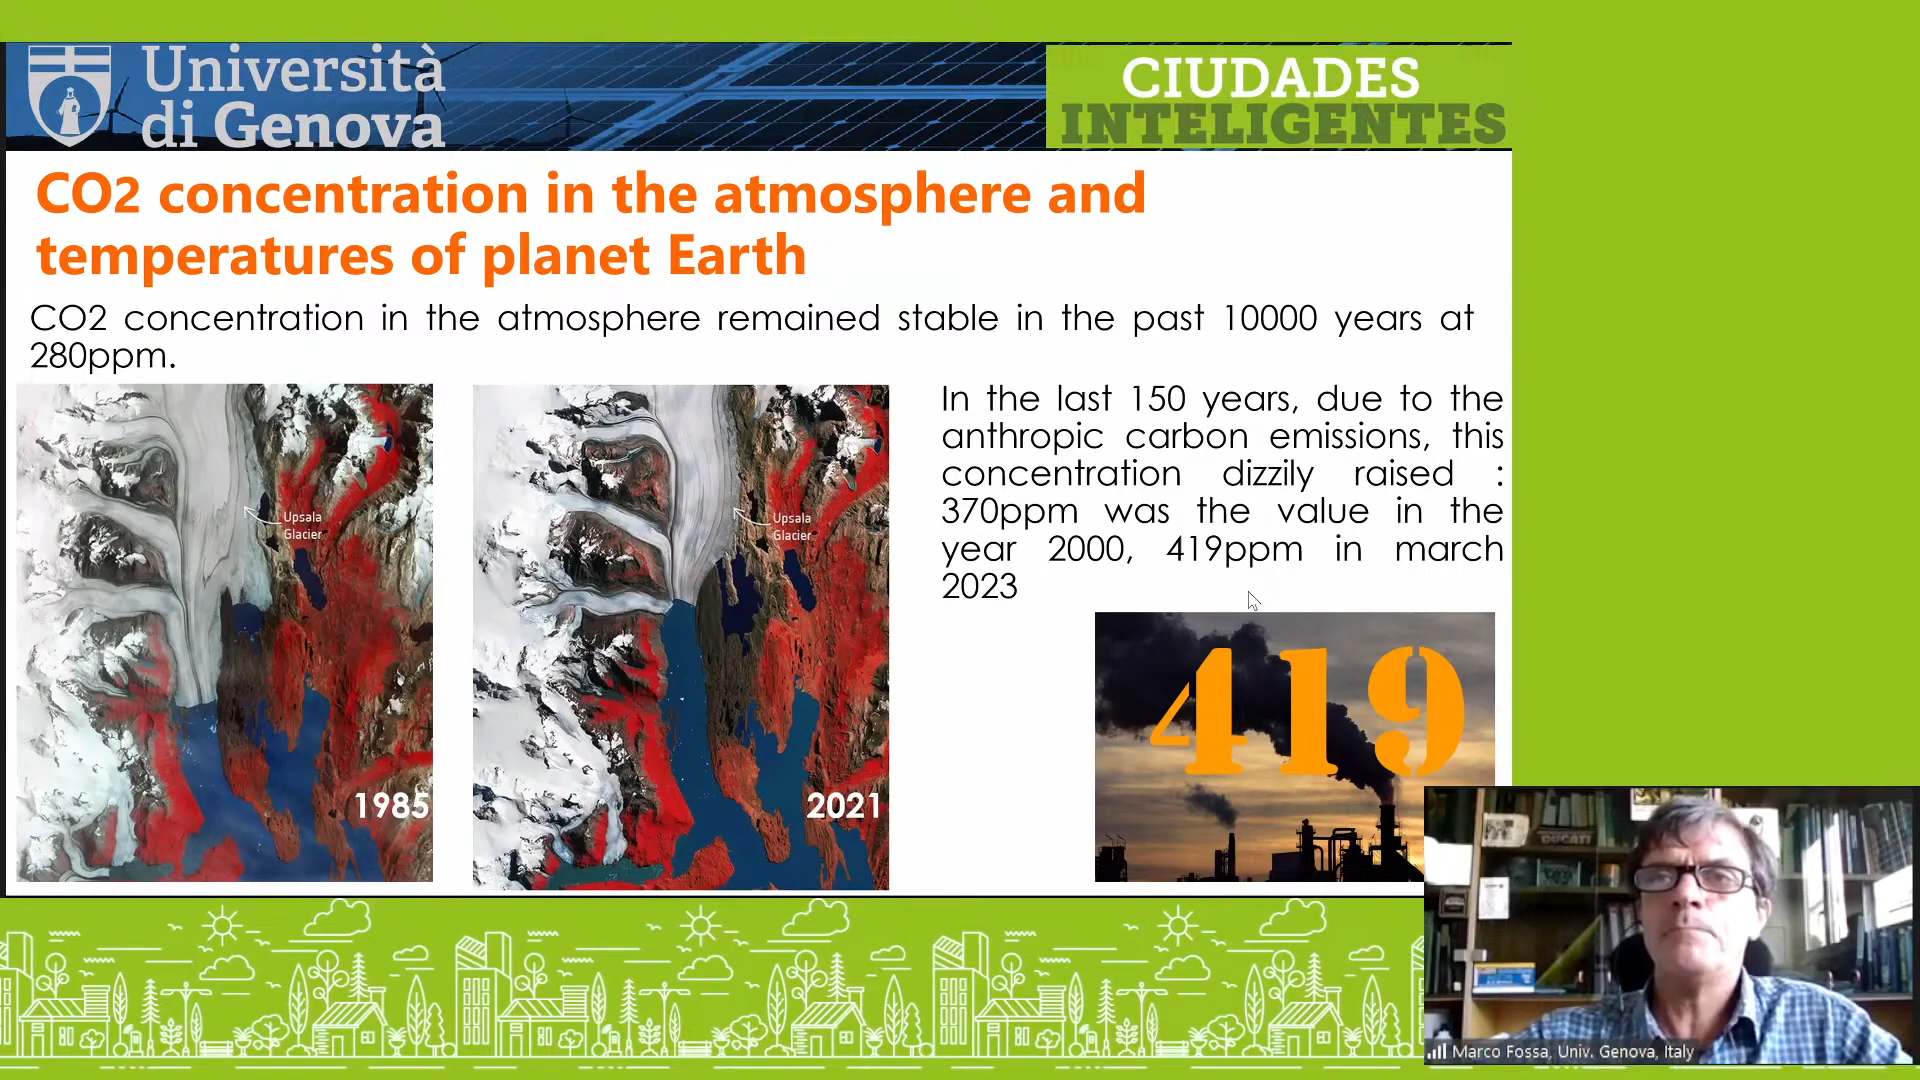 Università
di Genova
CIUDADES
INTELIGENTES
CO2 concentration in the atmosphere and
temperatures of planet Earth
CO2 concentration in the atmosphere remained stable in the past 10000 years at
280ppm.
Upsala
Glacier
1985
Upsala
Glacier
2021
In the last 150 years, due to the
anthropic carbon emissions, this
concentration dizzily raised :
370ppm was the value in the
year 2000, 419ppm in march
2023
419
DUCATI
Marco Fossa, Univ. Genova, Italy